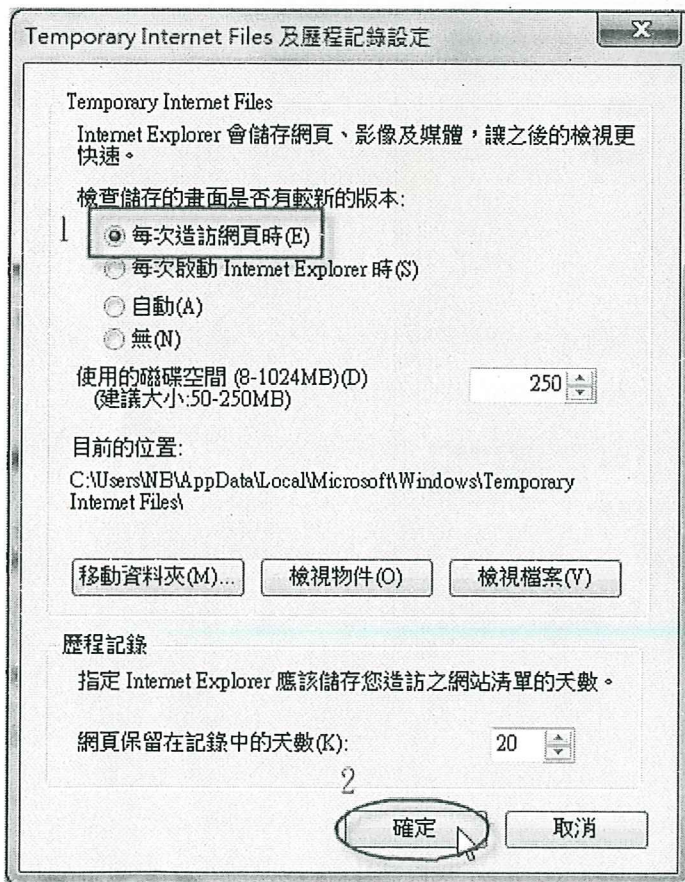 Temporary Internet Files 及歷程記錄設定
Temporary Internet Files
Internet Explorer 會儲存網頁、影像及媒體，讓之後的檢視更
快速。
檢查儲存的畫面是否有較新的版本:
1
每次造訪網頁時(E)
每次啟動 Internet Explorer 時(S)
自動(A)
無(N)
使用的磁碟空間 (8-1024MB)(D) 250
(建議大小:50-250MB)
目前的位置:
C:\Users\NB\AppData\Local\Microsoft\Windows\Temporary
Internet Files\
移動資料夾(M)... 檢視物件(O) 檢視檔案(V)
歷程記錄
指定 Internet Explorer 應該儲存您造訪之網站清單的天數。
網頁保留在記錄中的天數(K): 20
2
確定 取消